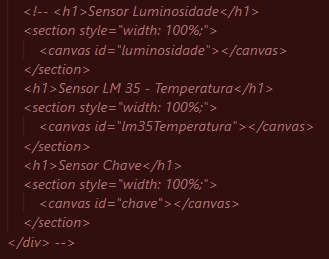 <!-- <h1>Sensor Luminosidade</h1>
<section style="width: 100%;">
<canvas id="luminosidade"></canvas>
</section>
<h1>Sensor LM 35 - Temperatura</h1>
<section style="width: 100%;">
<canvas id="lm35Temperatura"></canvas>
</section>
<h1>Sensor Chave</h1>
<section style="width: 100%;">
<canvas id="chave"></canvas>
</section>
</div> -->